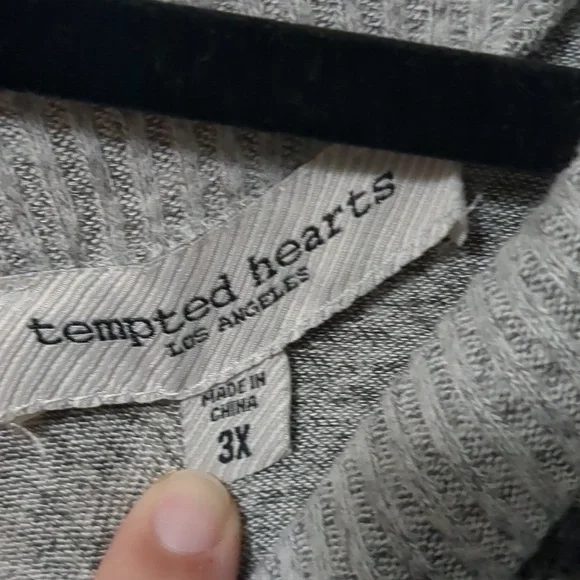 tempted hearts
LOS ANGELES
MADE IN
CHINA
3X